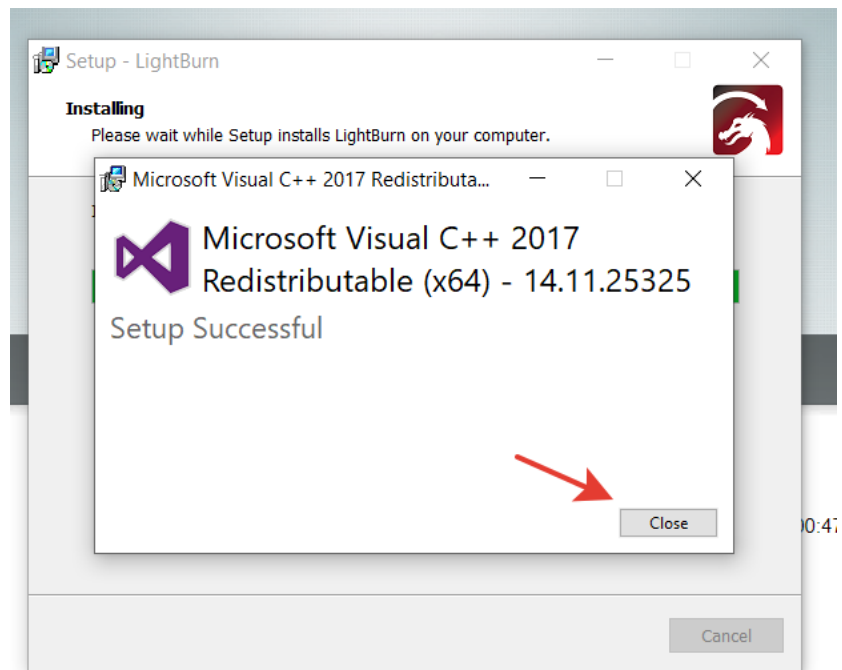 Setup - LightBurn
Installing
Please wait while Setup installs LightBurn on your computer.
Microsoft Visual C++ 2017 Redistributa...
Microsoft Visual C++ 2017
Redistributable (x64) - 14.11.25325
Setup Successful
Close
Cancel